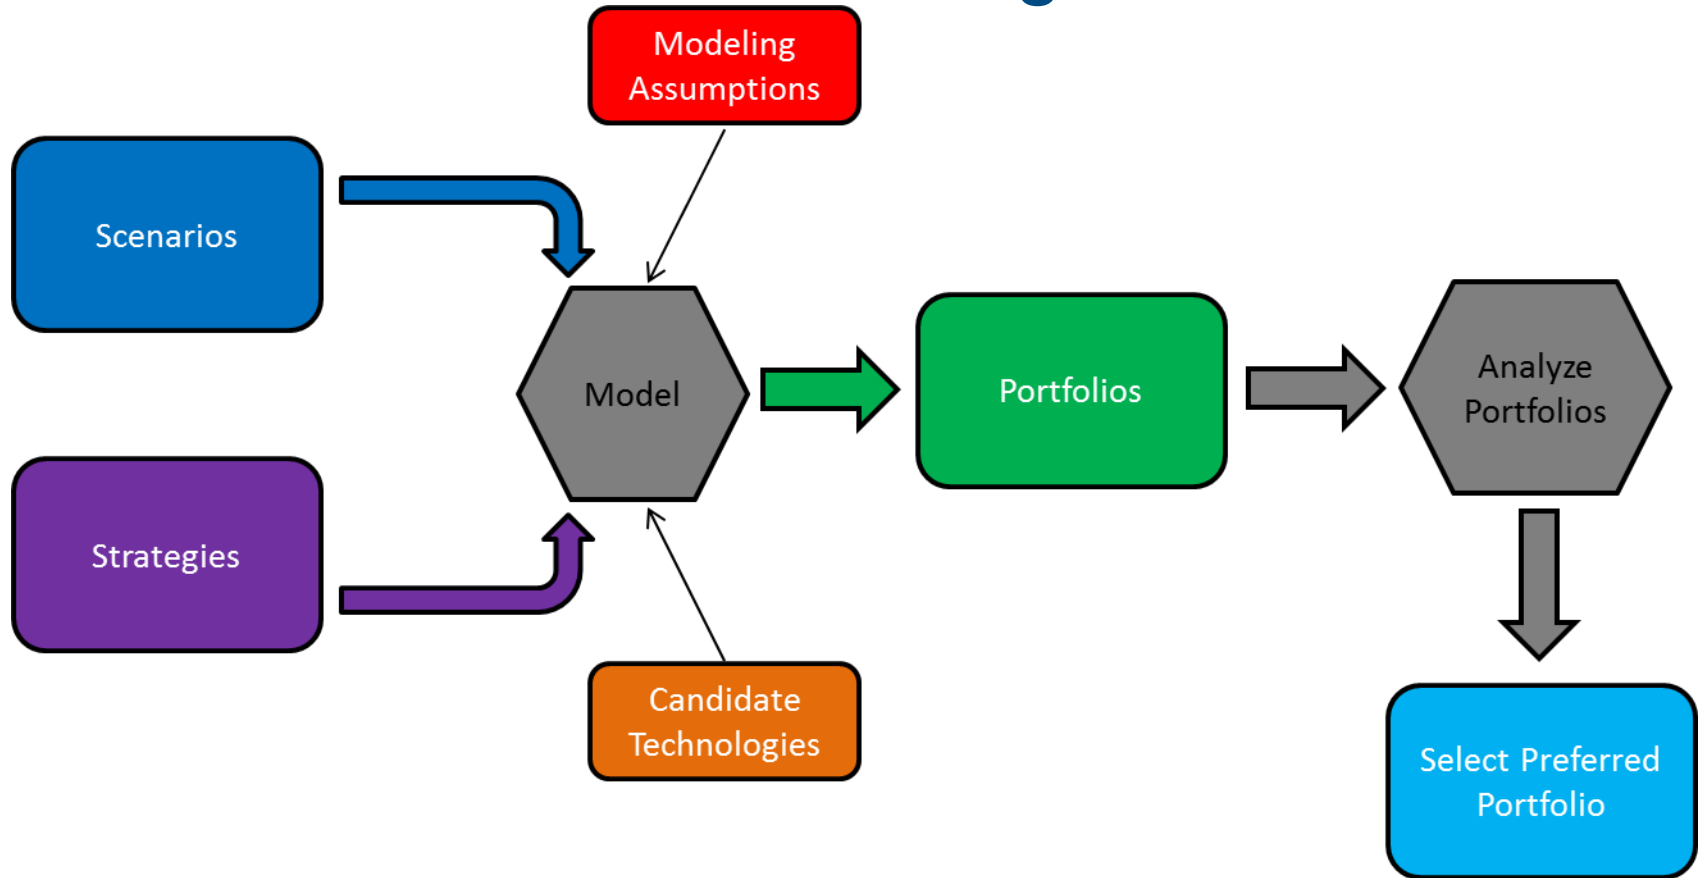 Modeling
Assumptions
Scenarios
Model
Portfolios
Analyze
Portfolios
Strategies
Candidate
Technologies
Select Preferred
Portfolio